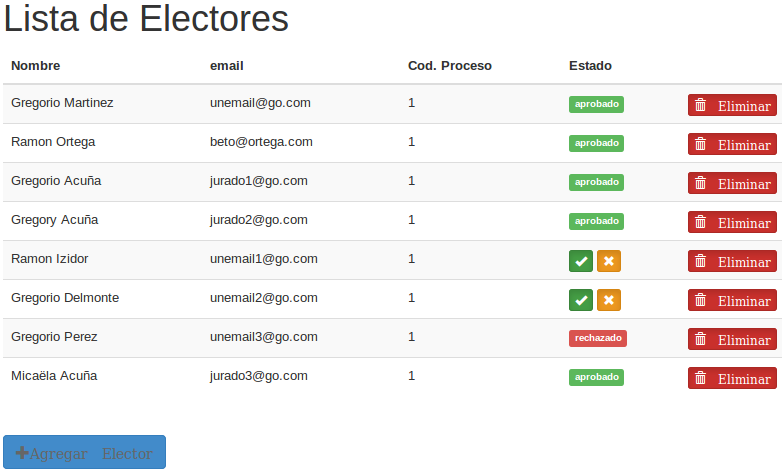 Lista de Electores
Nombre email Cod. Proceso Estado
Gregorio Martinez unemail@go.com 1 aprobado Eliminar
Ramon Ortega beto@ortega.com 1 aprobado Eliminar
Gregorio Acuña jurado1@go.com 1 aprobado Eliminar
Gregory Acuña jurado2@go.com 1 aprobado Eliminar
Ramon Izidor unemail1@go.com 1 Eliminar
Gregorio Delmonte unemail2@go.com 1 Eliminar
Gregorio Perez unemail3@go.com 1 rechazado Eliminar
Micaëla Acuña jurado3@go.com 1 aprobado Eliminar
Agregar Elector